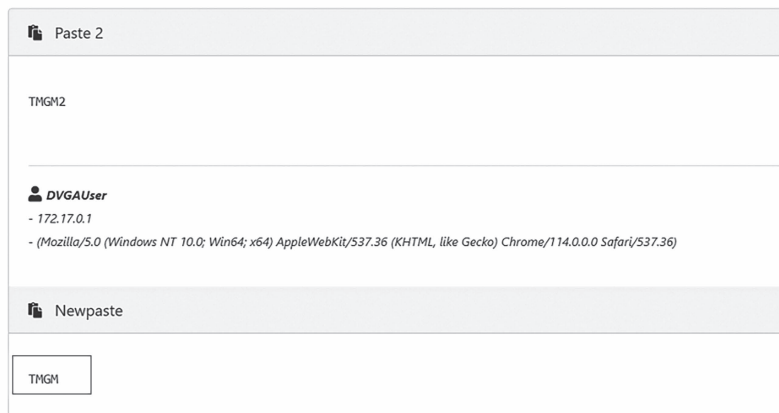 Paste 2
TMGM2
DVGAUser
- 172.17.0.1
- (Mozilla/5.0 (Windows NT 10.0; Win64; x64) AppleWebKit/537.36 (KHTML, like Gecko) Chrome/114.0.0.0 Safari/537.36)
Newpaste
TMGM